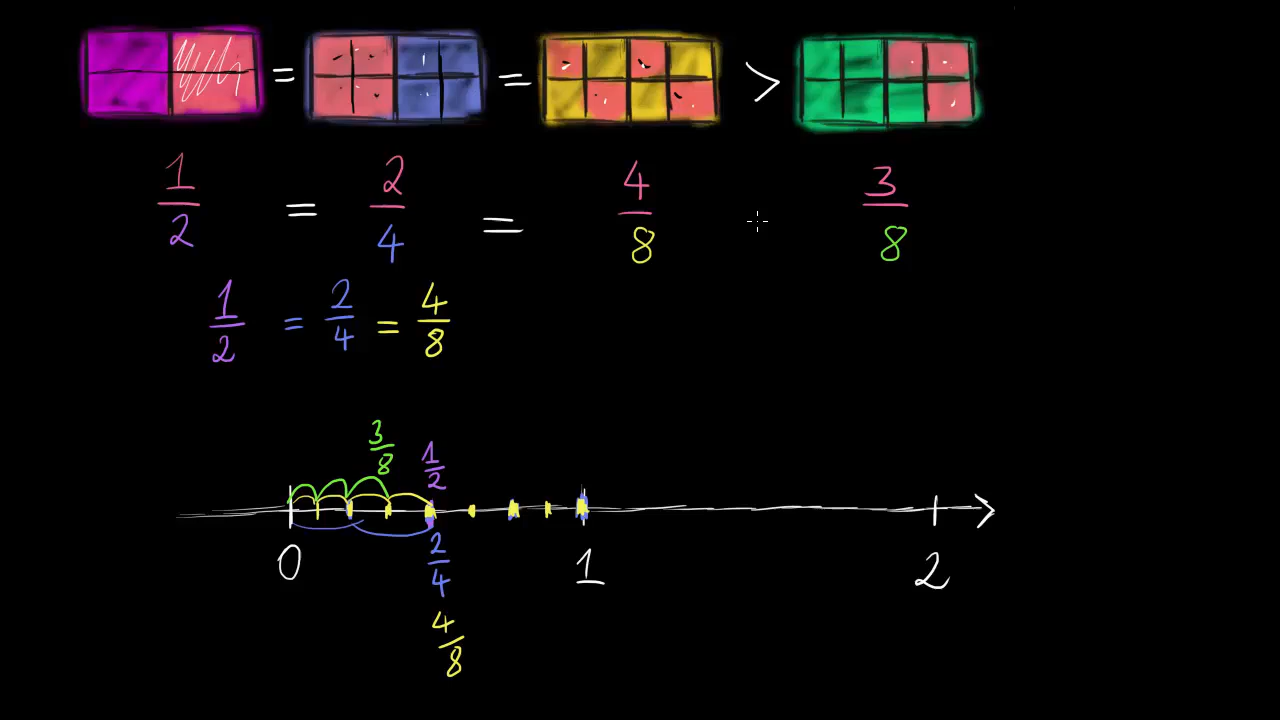 = = >
1/2 = 2/4 = 4/8 3/8
1/2 = 2/4 = 4/8
3/8 1/2
0 1 2
2/4
4/8